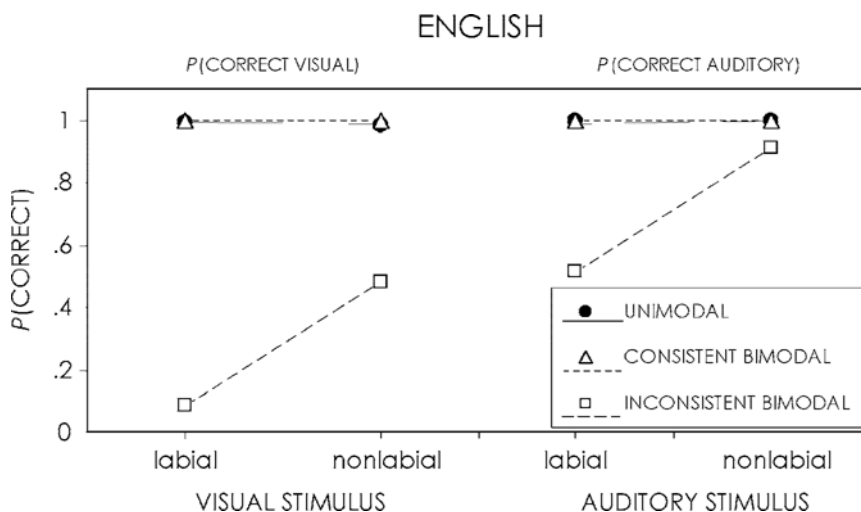 ENGLISH
P(CORRECT VISUAL) P(CORRECT AUDITORY)
P(CORRECT)
1
.8
.6
.4
.2
0
UNIMODAL
CONSISTENT BIMODAL
INCONSISTENT BIMODAL
labial nonlabial labial nonlabial
VISUAL STIMULUS AUDITORY STIMULUS